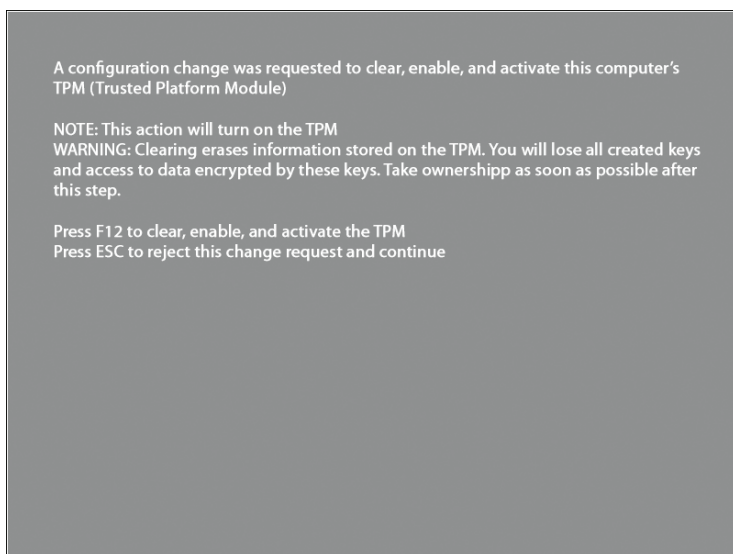 A configuration change was requested to clear, enable, and activate this computer’s
TPM (Trusted Platform Module)
NOTE: This action will turn on the TPM
WARNING: Clearing erases information stored on the TPM. You will lose all created keys
and access to data encrypted by these keys. Take ownershipp as soon as possible after
this step.
Press F12 to clear, enable, and activate the TPM
Press ESC to reject this change request and continue